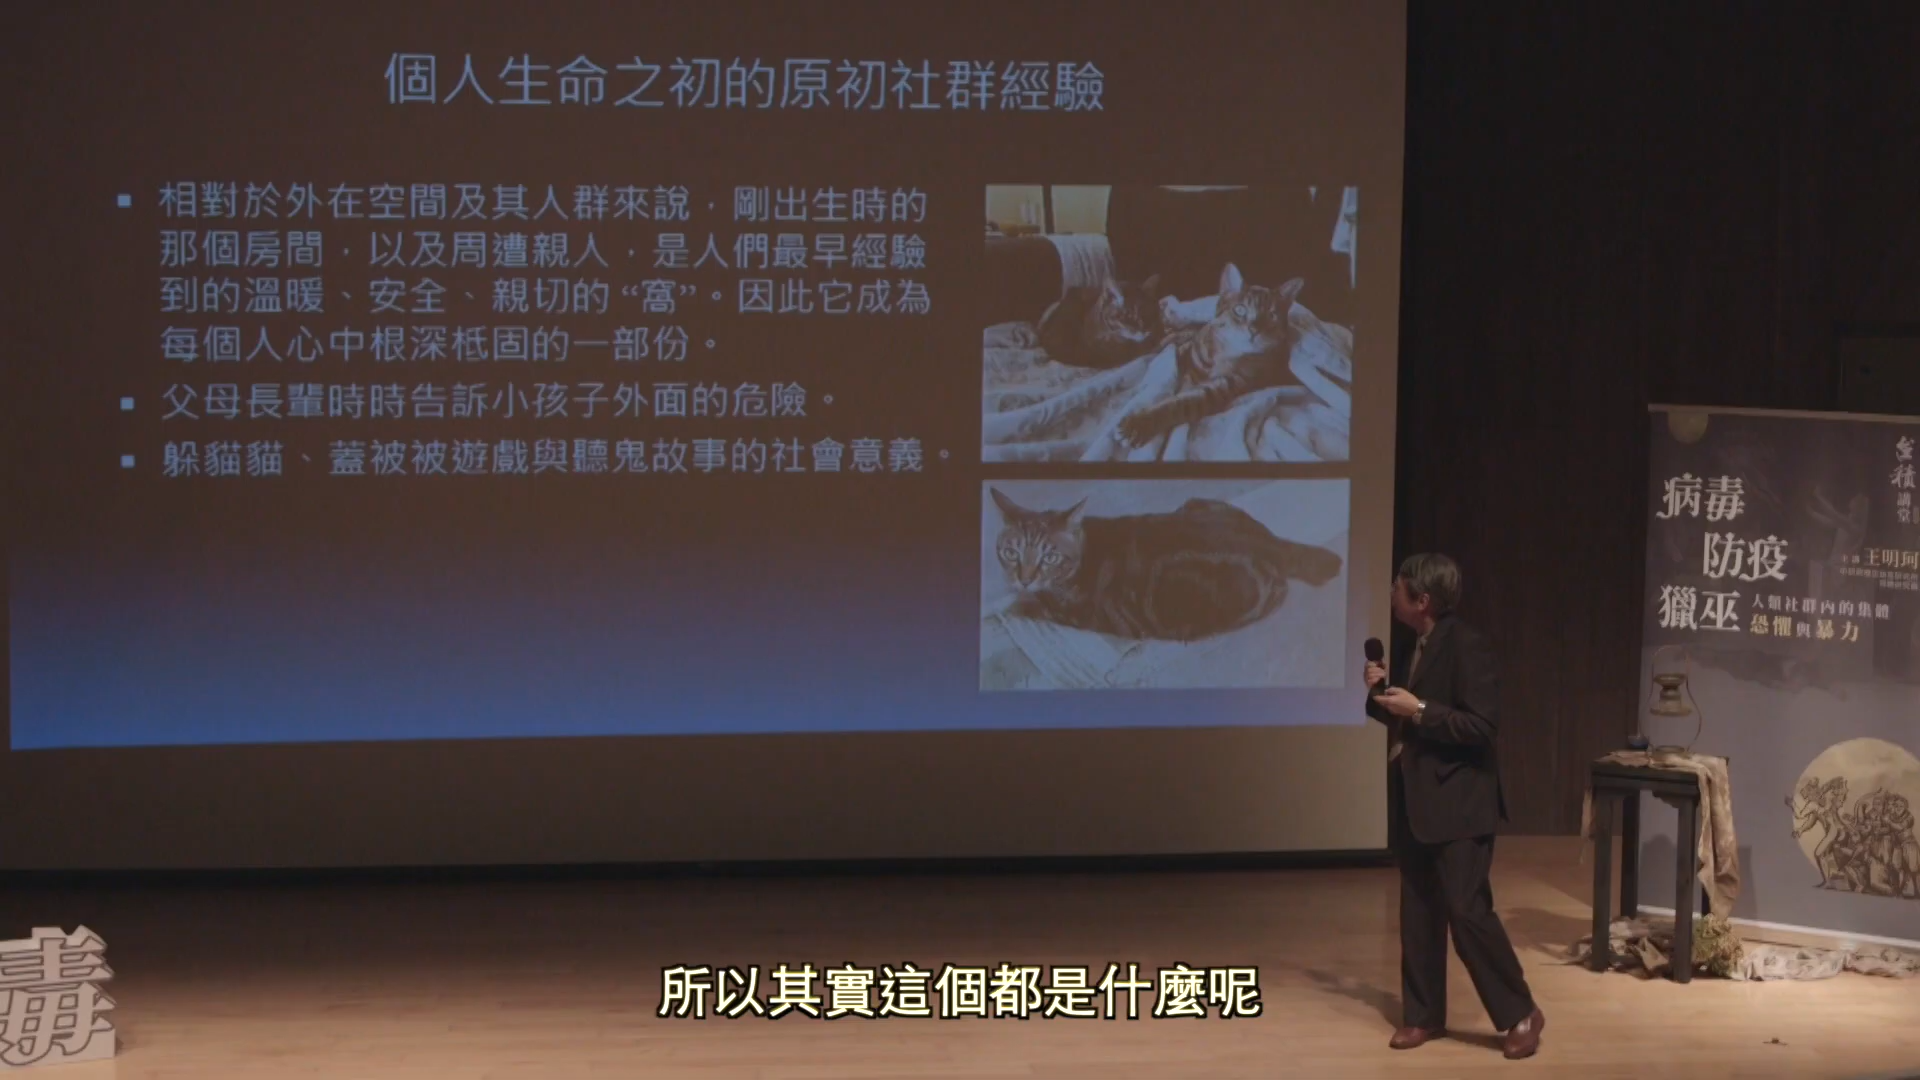 個人生命之初的原初社群經驗
▪ 相對於外在空間及其人群來說，剛出生時的
那個房間，以及周遭親人，是人們最早經驗
到的溫暖、安全、親切的“窩”。因此它成為
每個人心中根深柢固的一部份。
▪ 父母長輩時時告訴小孩子外面的危險。
▪ 躲貓貓、蓋被被遊戲與聽鬼故事的社會意義。
講堂
病毒
防疫
獵巫
主講 王明珂
人類社群內的集體
恐懼與暴力
毒
所以其實這個都是什麼呢